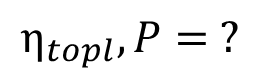 η_topl, P = ?